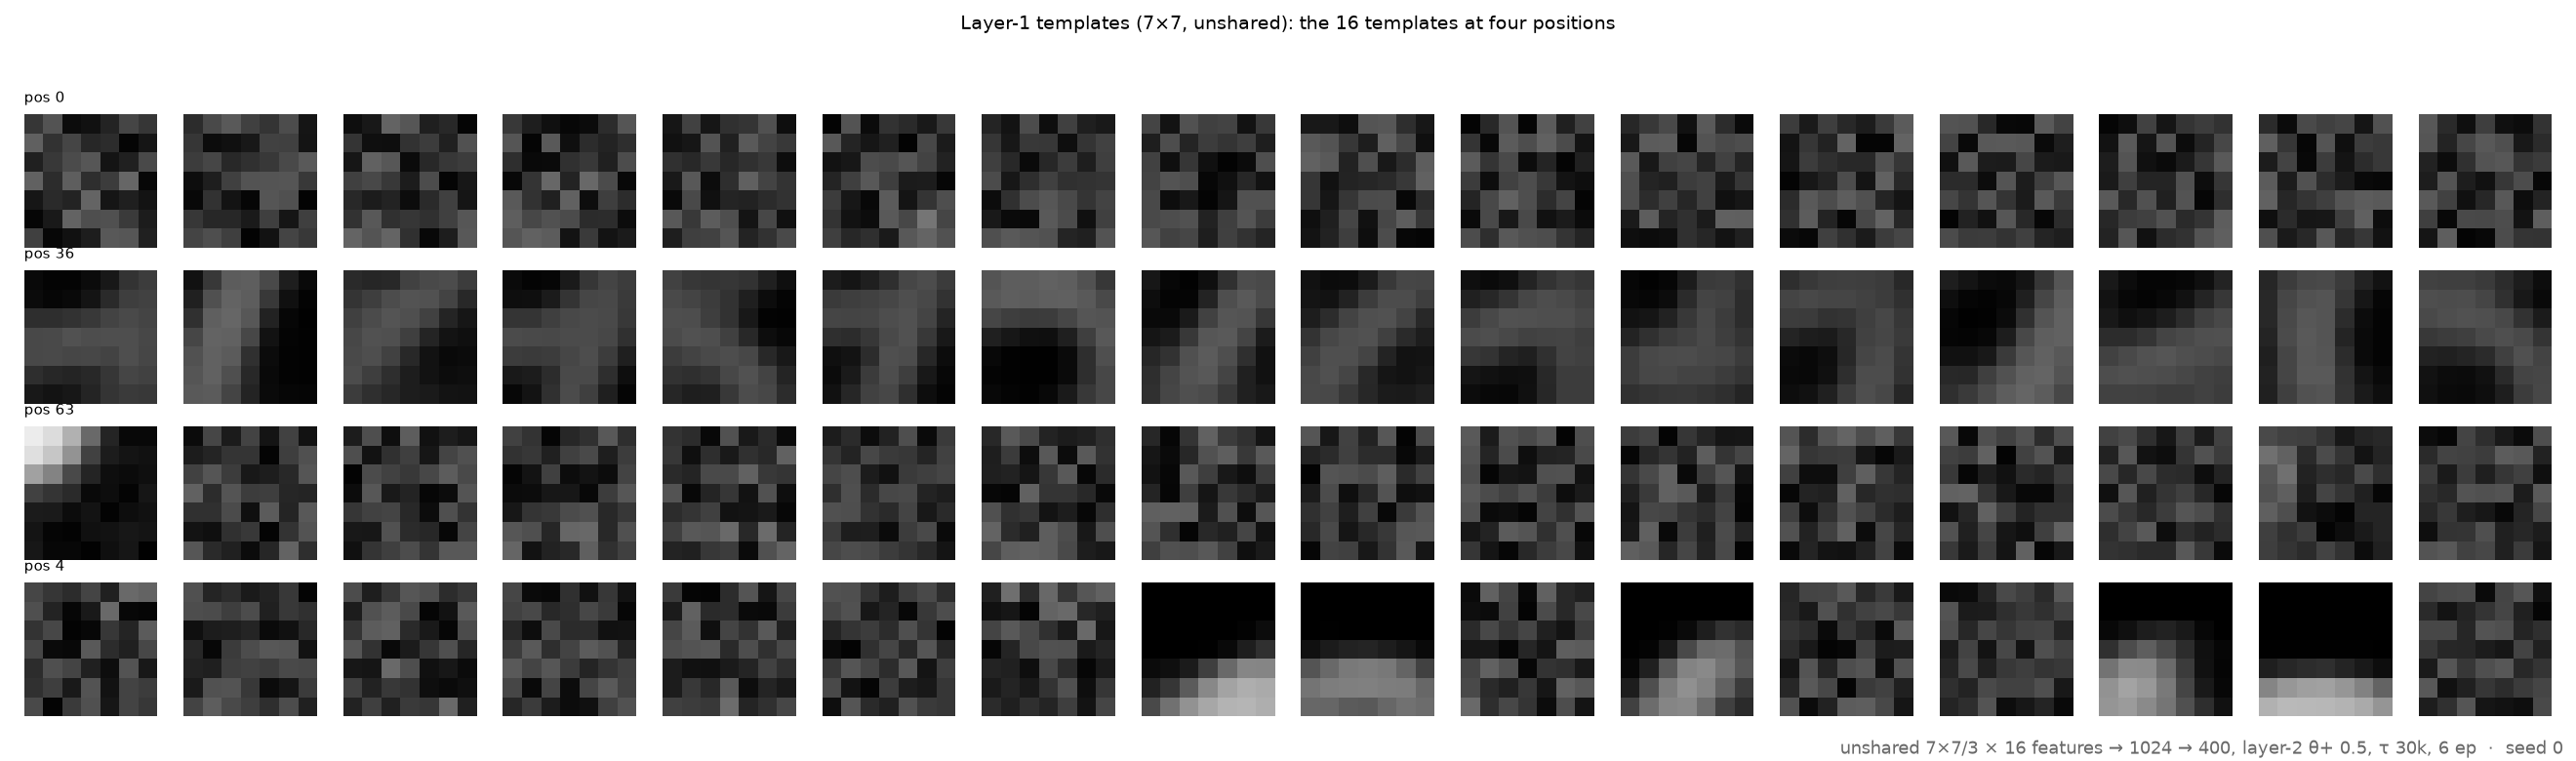 Layer-1 templates (7×7, unshared): the 16 templates at four positions
pos 0
pos 36
pos 63
pos 4
unshared 7×7/3 × 16 features → 1024 → 400, layer-2 θ+ 0.5, τ 30k, 6 ep · seed 0